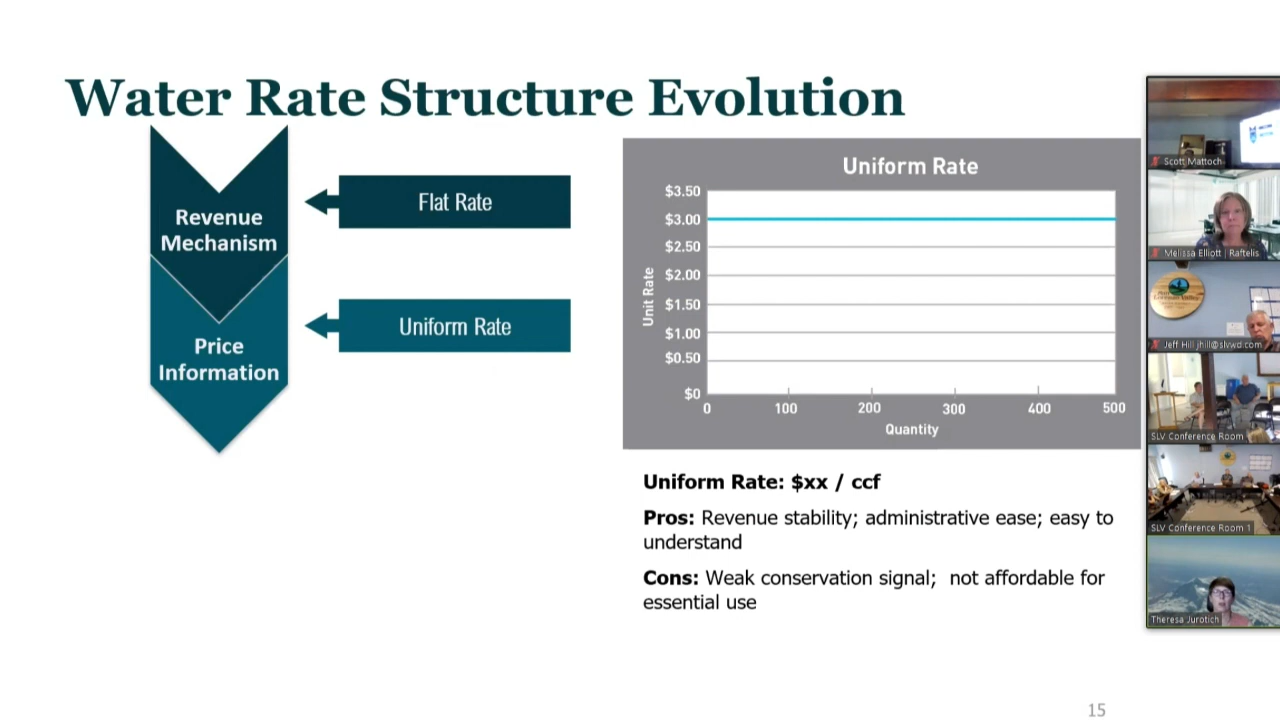 Water Rate Structure Evolution
Revenue
Mechanism
Price
Information
Flat Rate
Uniform Rate
Uniform Rate
$3.50
$3.00
$2.50
$2.00
$1.50
$1.00
$0.50
$0
Unit Rate
0 100 200 300 400 500
Quantity
Uniform Rate: $xx / ccf
Pros: Revenue stability; administrative ease; easy to
understand
Cons: Weak conservation signal; not affordable for
essential use
15
Scott Mattoch
Melissa Elliott | Raftelis
Jeff Hill jhill@slvwd.com
SLV Conference Room
SLV Conference Room 1
Theresa Jurotich